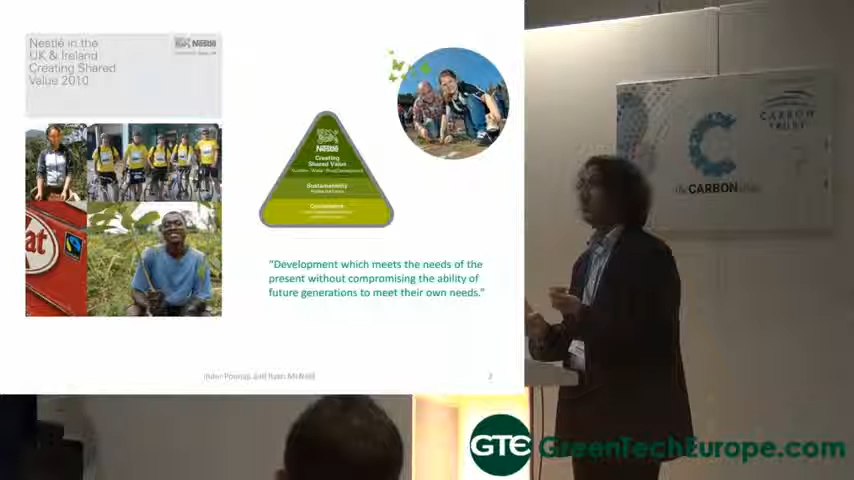 Nestlé in the
UK & Ireland
Creating Shared
Value 2010
Nestlé
Nestlé
Creating
Shared Value
Sustainability
Compliance
"Development which meets the needs of the
present without compromising the ability of
future generations to meet their own needs."
2
CARBON
TRUST
the CARBON
GTE GreenTechEurope.com